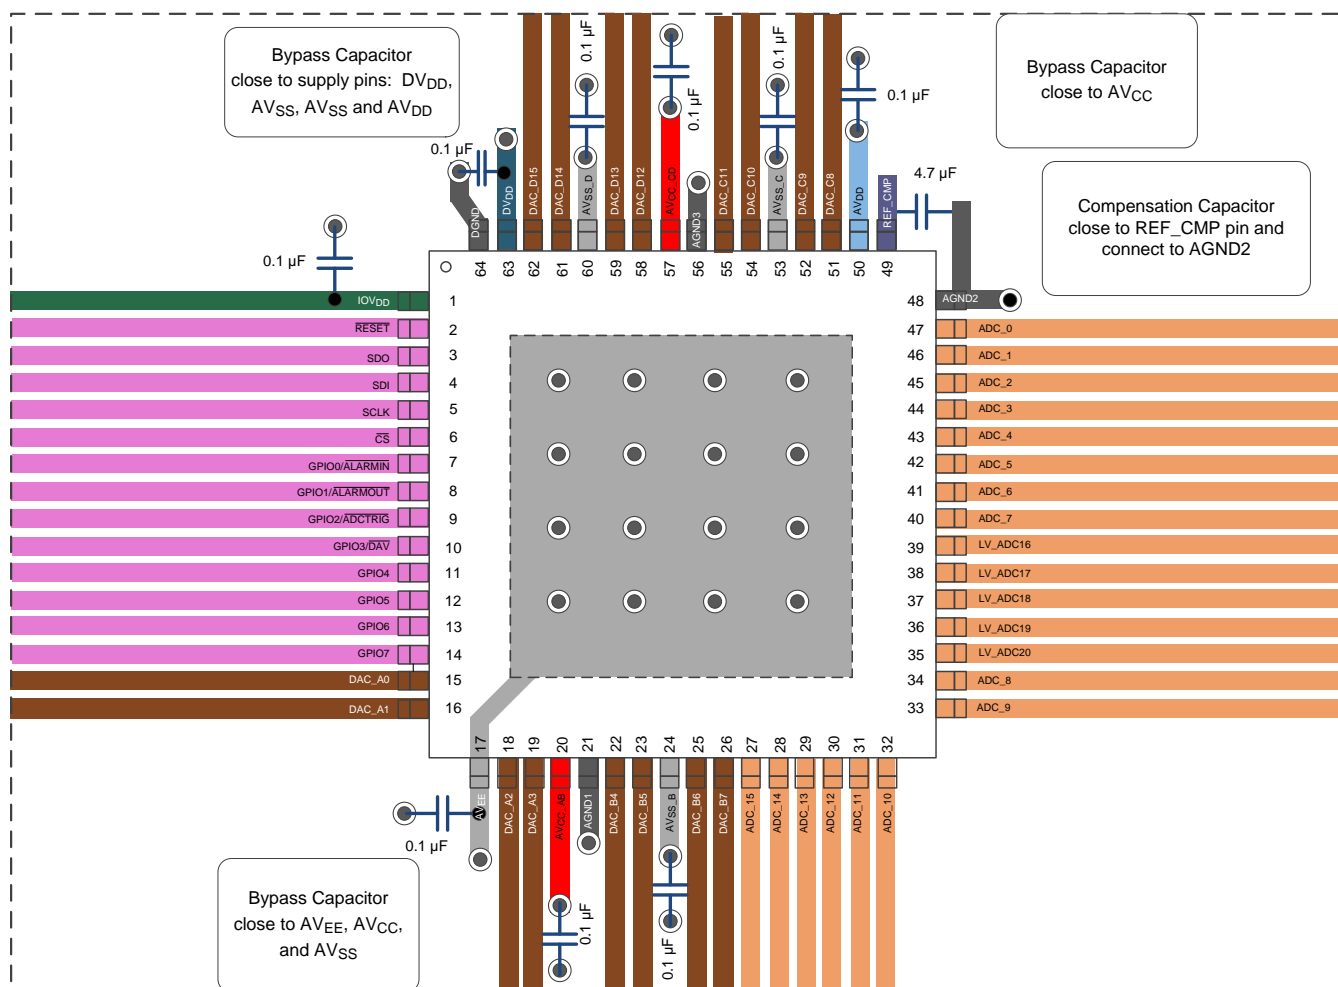 Bypass Capacitor
close to supply pins: DVDD,
AVSS, AVSS and AVDD
Bypass Capacitor
close to AVCC
Compensation Capacitor
close to REF_CMP pin and
connect to AGND2
0.1 µF
0.1 µF
0.1 µF
0.1 µF
0.1 µF
0.1 µF
4.7 µF
DGND
DVDD
DAC_D15
DAC_D14
AVSS_D
DAC_D13
DAC_D12
AVCC_CD
AGND3
DAC_C11
DAC_C10
AVSS_C
DAC_C9
DAC_C8
AVDD
REF_CMP
64
63
62
61
60
59
58
57
56
55
54
53
52
51
50
49
IOVDD 1
RESET 2
SDO 3
SDI 4
SCLK 5
CS 6
GPIO0/ALARMIN 7
GPIO1/ALARMOUT 8
GPIO2/ADCTRIG 9
GPIO3/DAV 10
GPIO4 11
GPIO5 12
GPIO6 13
GPIO7 14
DAC_A0 15
DAC_A1 16
48 AGND2
47 ADC_0
46 ADC_1
45 ADC_2
44 ADC_3
43 ADC_4
42 ADC_5
41 ADC_6
40 ADC_7
39 LV_ADC16
38 LV_ADC17
37 LV_ADC18
36 LV_ADC19
35 LV_ADC20
34 ADC_8
33 ADC_9
17
18
19
20
21
22
23
24
25
26
27
28
29
30
31
32
AVEE
DAC_A2
DAC_A3
AVCC_AB
AGND1
DAC_B4
DAC_B5
AVSS_B
DAC_B6
DAC_B7
ADC_15
ADC_14
ADC_13
ADC_12
ADC_11
ADC_10
0.1 µF
0.1 µF
0.1 µF
Bypass Capacitor
close to AVEE, AVCC,
and AVSS